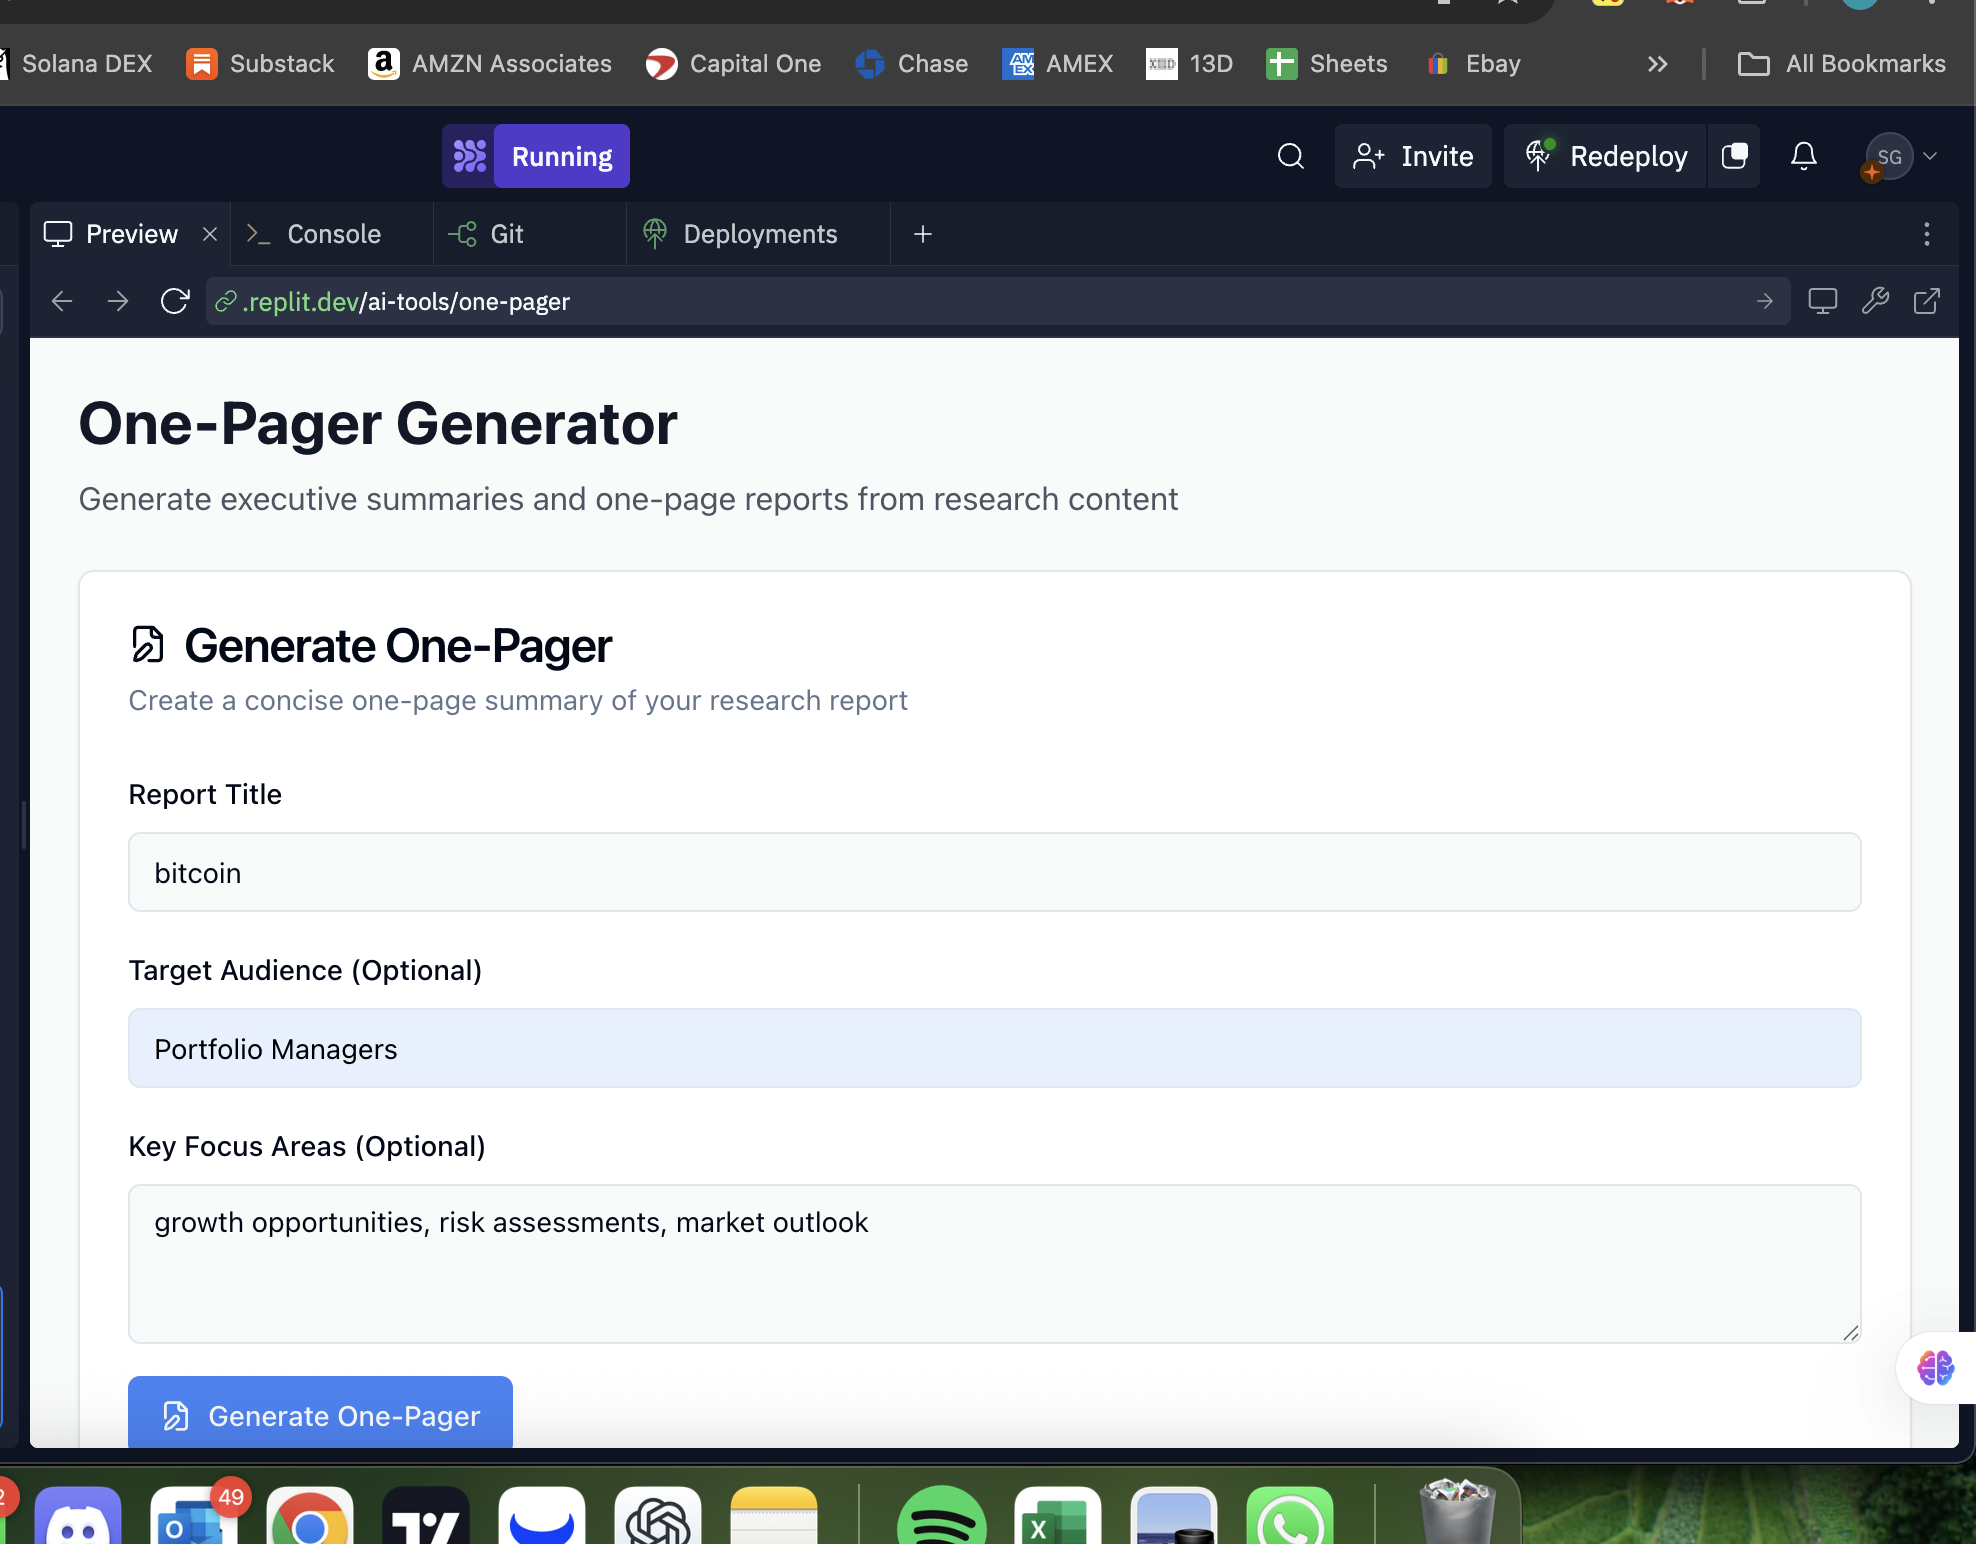 Solana DEX Substack AMZN Associates Capital One Chase AMEX 13D Sheets Ebay All Bookmarks
Running Invite Redeploy SG
Preview Console Git Deployments
.replit.dev/ai-tools/one-pager
One-Pager Generator
Generate executive summaries and one-page reports from research content
Generate One-Pager
Create a concise one-page summary of your research report
Report Title
bitcoin
Target Audience (Optional)
Portfolio Managers
Key Focus Areas (Optional)
growth opportunities, risk assessments, market outlook
Generate One-Pager
2 49